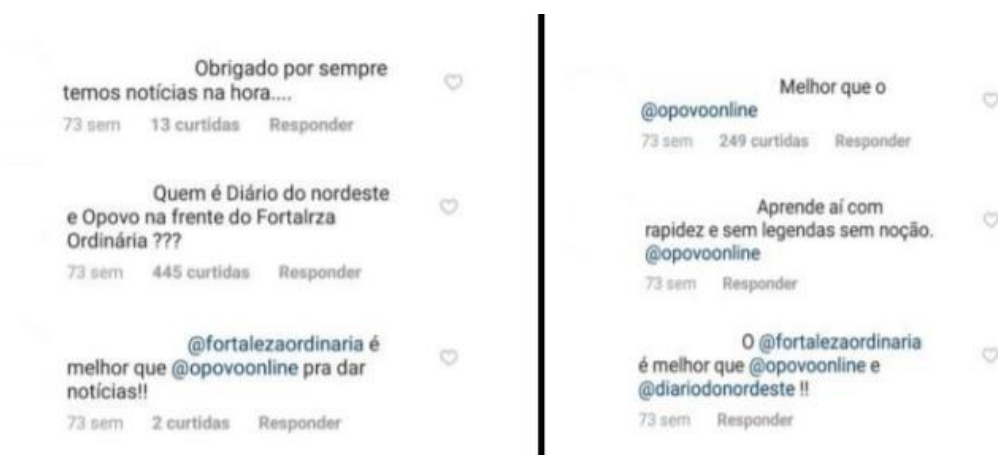 Obrigado por sempre
temos notícias na hora....
73 sem 13 curtidas Responder
Quem é Diário do nordeste
e Opovo na frente do Fortalrza
Ordinária ???
73 sem 445 curtidas Responder
@fortalezaordinaria é
melhor que @opovoonline pra dar
notícias!!
73 sem 2 curtidas Responder
Melhor que o
@opovoonline
73 sem 249 curtidas Responder
Aprende aí com
rapidez e sem legendas sem noção.
@opovoonline
73 sem Responder
O @fortalezaordinaria
é melhor que @opovoonline e
@diariodonordeste !!
73 sem Responder